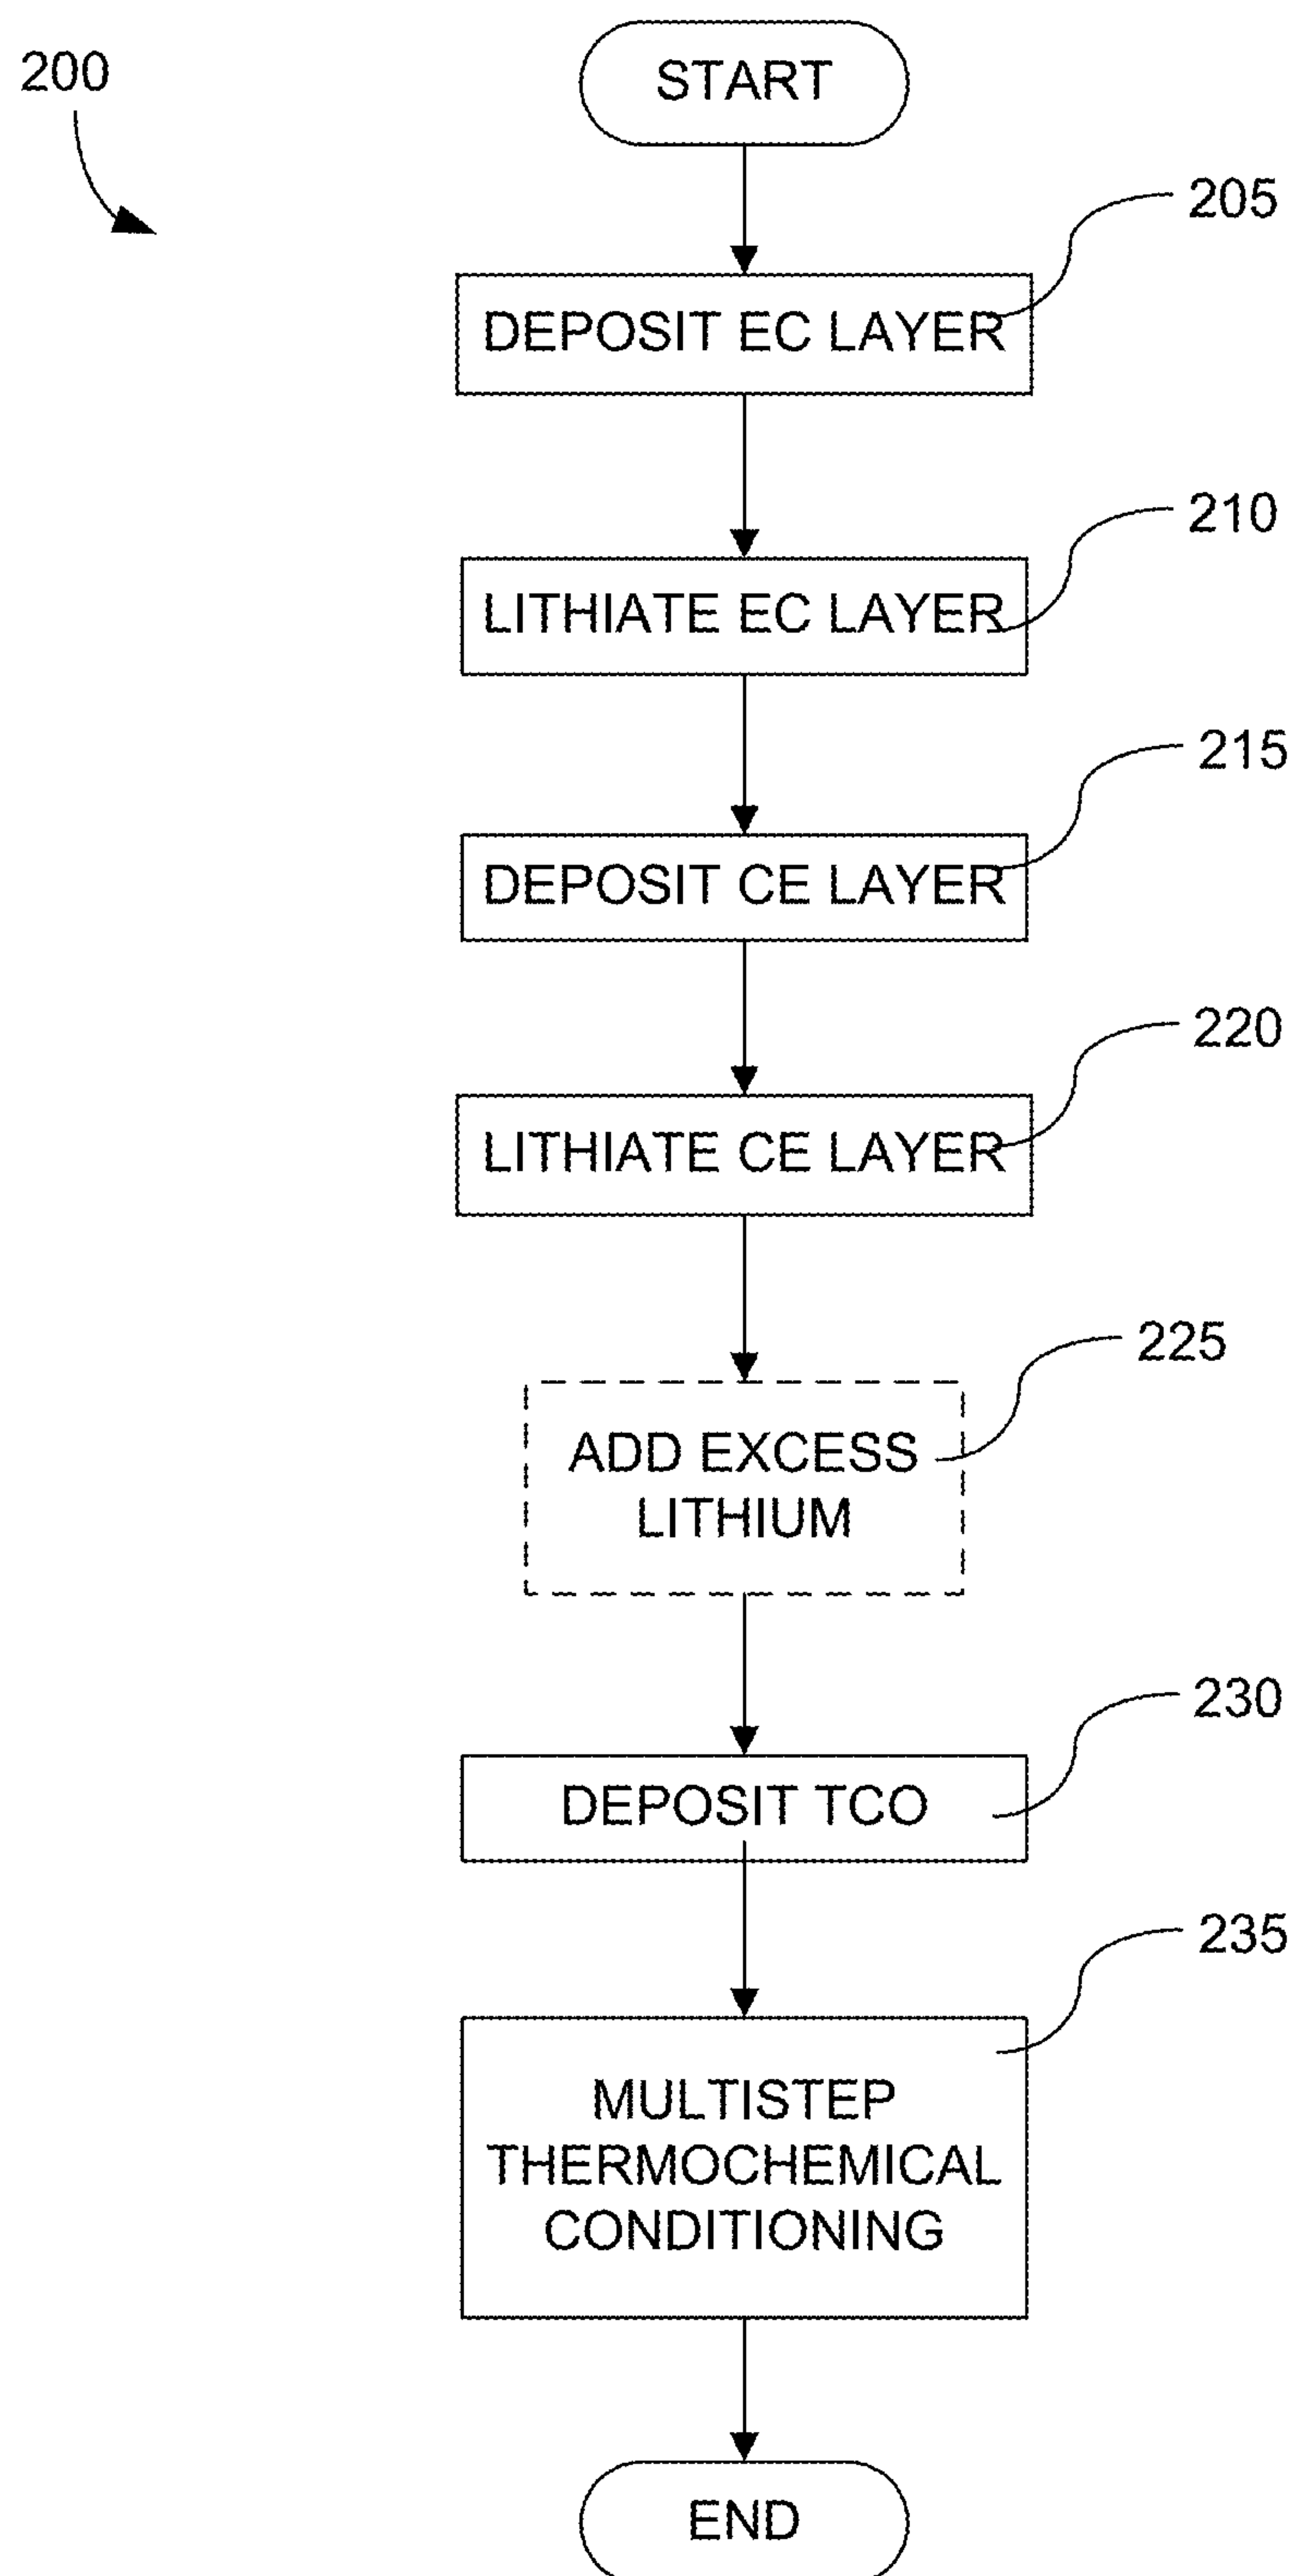 200
START
205
DEPOSIT EC LAYER
210
LITHIATE EC LAYER
215
DEPOSIT CE LAYER
220
LITHIATE CE LAYER
225
ADD EXCESS
LITHIUM
230
DEPOSIT TCO
235
MULTISTEP
THERMOCHEMICAL
CONDITIONING
END